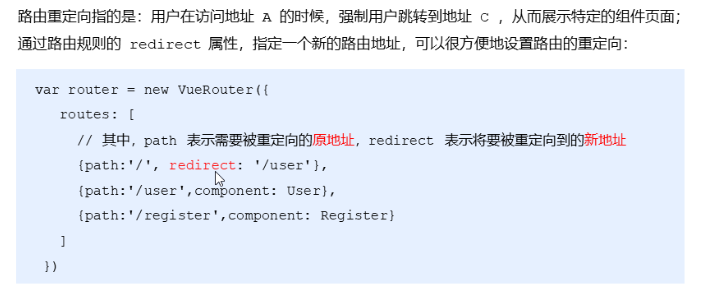 路由重定向指的是：用户在访问地址 A 的时候，强制用户跳转到地址 C ，从而展示特定的组件页面；
通过路由规则的 redirect 属性，指定一个新的路由地址，可以很方便地设置路由的重定向：
var router = new VueRouter({
routes: [
// 其中，path 表示需要被重定向的原地址，redirect 表示将要被重定向到的新地址
{path:'/', redirect: '/user'},
{path:'/user',component: User},
{path:'/register',component: Register}
]
})